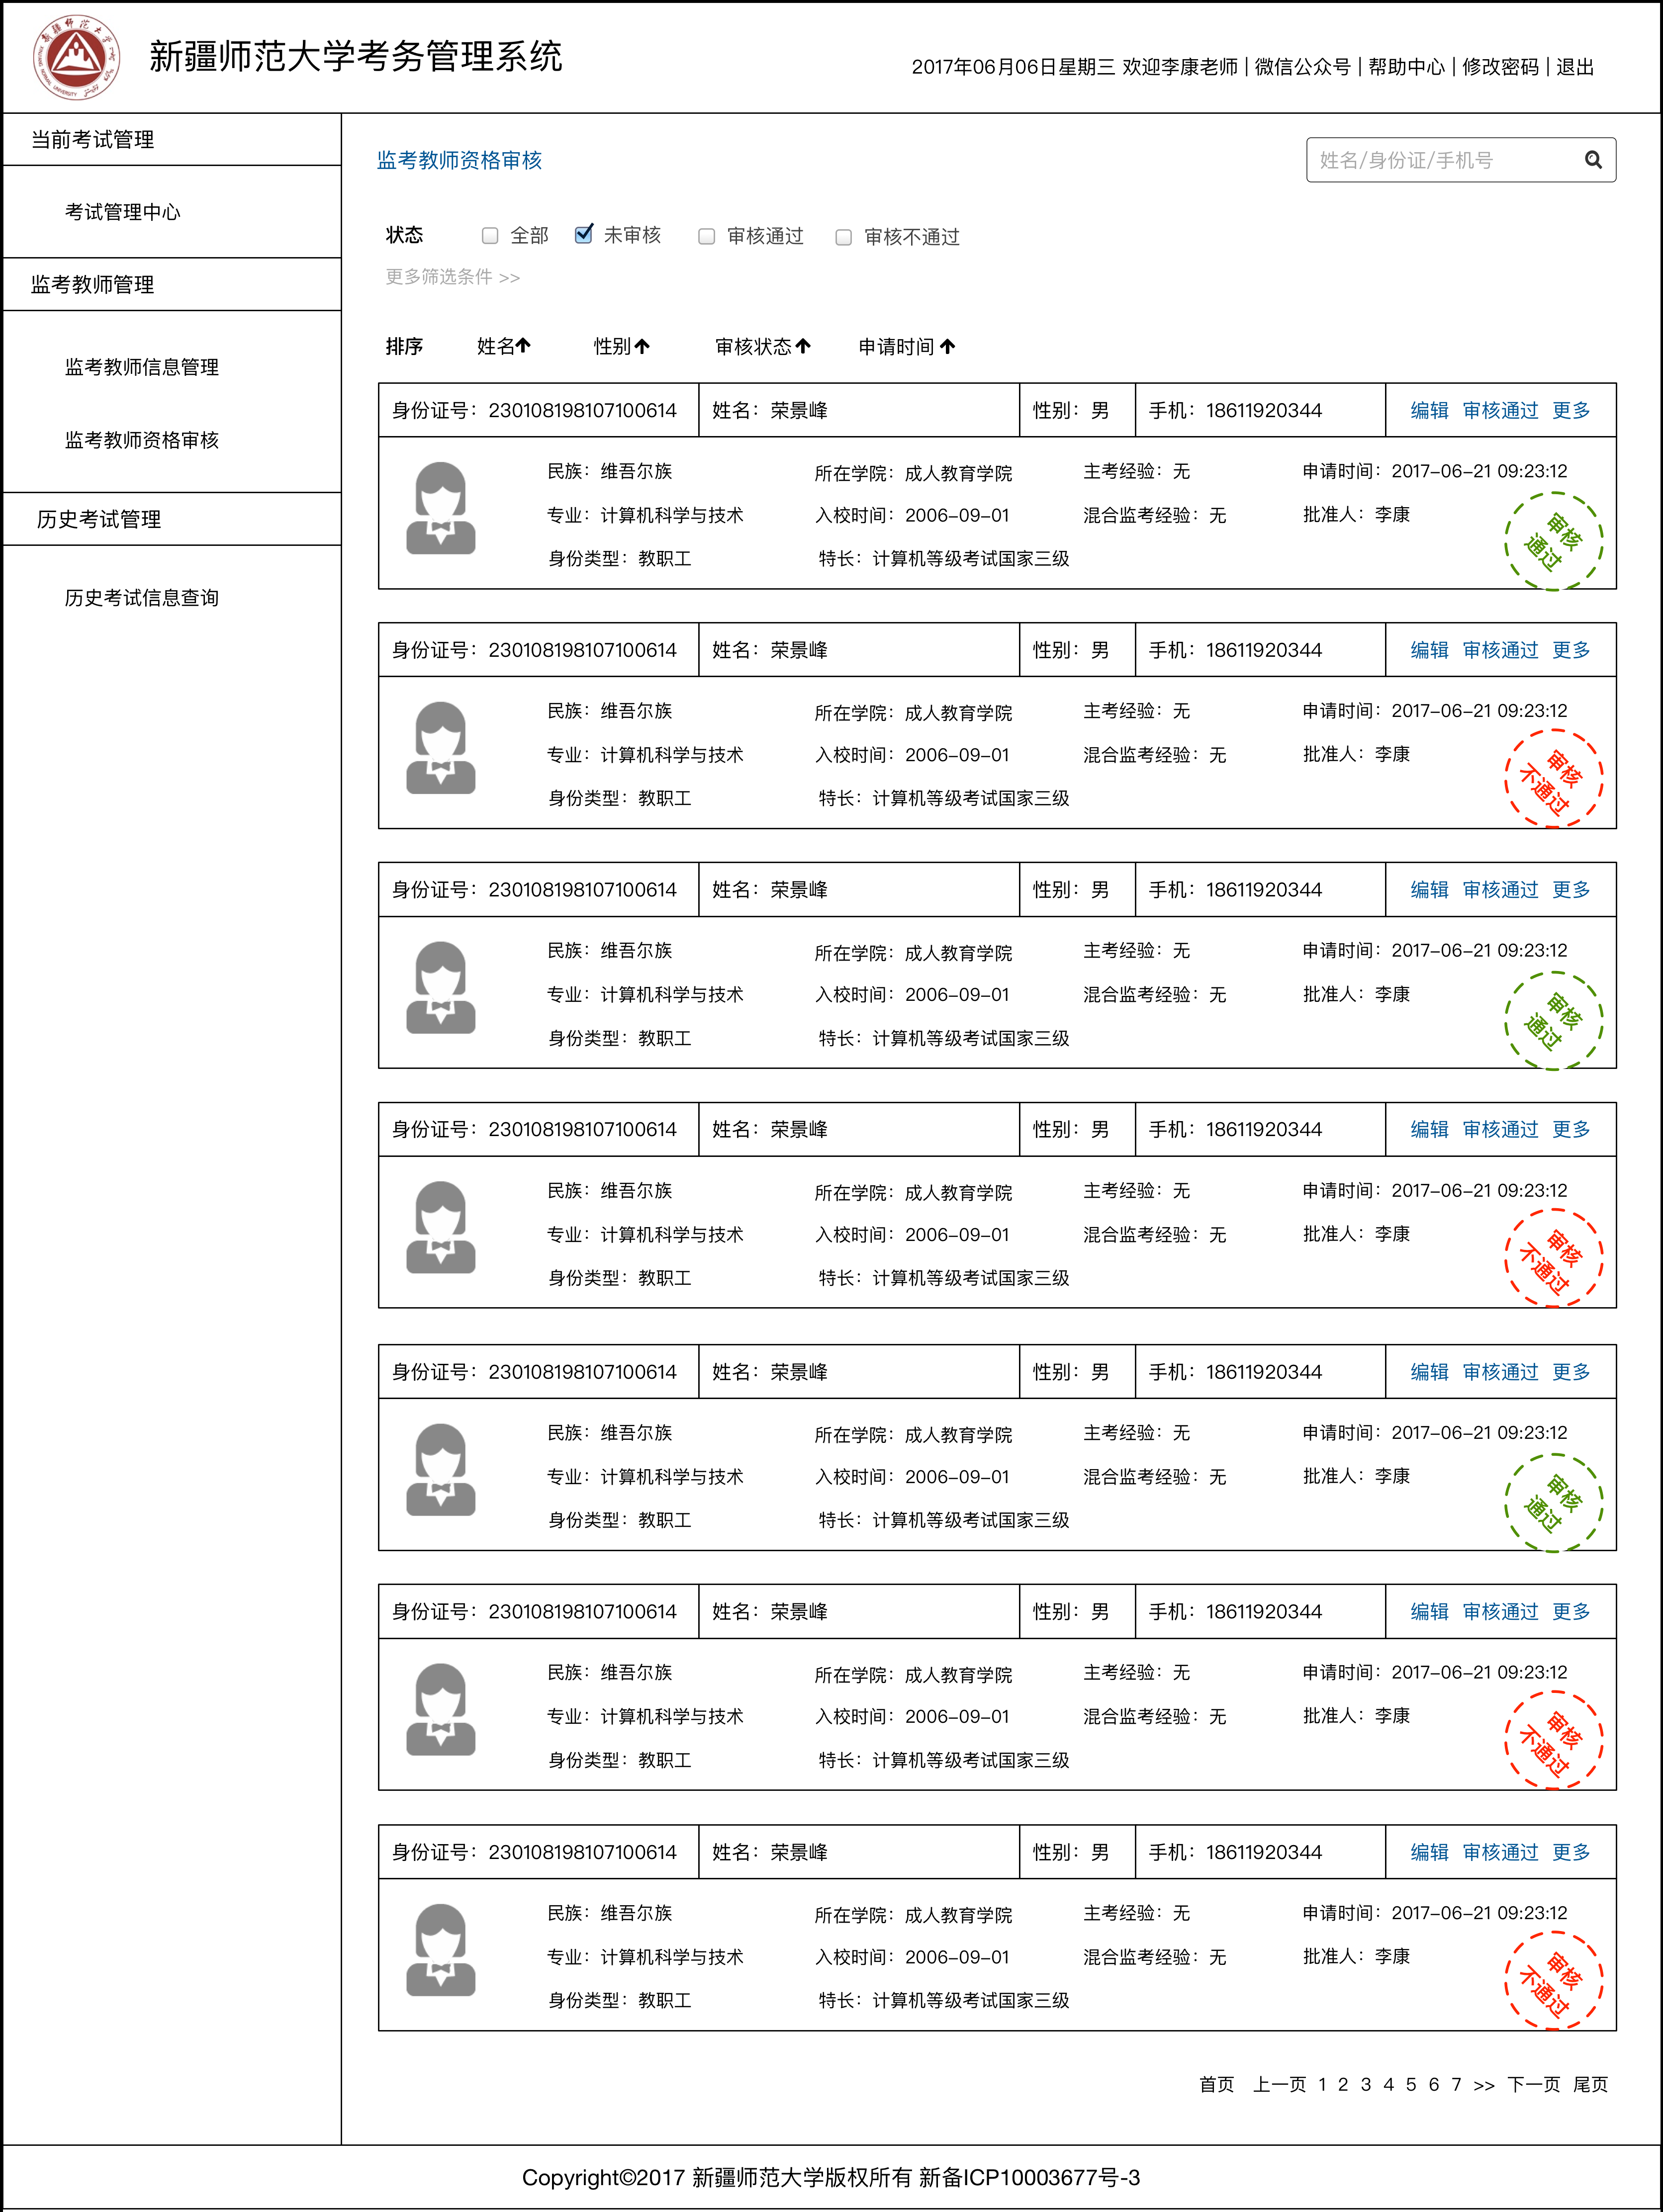 新疆师范大学考务管理系统
2017年06月06日星期三 欢迎李康老师 | 微信公众号 | 帮助中心 | 修改密码 | 退出
当前考试管理
考试管理中心
监考教师管理
监考教师信息管理
监考教师资格审核
历史考试管理
历史考试信息查询
监考教师资格审核
姓名/身份证/手机号
状态 全部 未审核 审核通过 审核不通过
更多筛选条件 >>
排序 姓名 性别 审核状态 申请时间
身份证号：230108198107100614 姓名：荣景峰 性别：男 手机：18611920344 编辑 审核通过 更多
民族：维吾尔族 所在学院：成人教育学院 主考经验：无 申请时间：2017-06-21 09:23:12
专业：计算机科学与技术 入校时间：2006-09-01 混合监考经验：无 批准人：李康
身份类型：教职工 特长：计算机等级考试国家三级
审核
通过
身份证号：230108198107100614 姓名：荣景峰 性别：男 手机：18611920344 编辑 审核通过 更多
民族：维吾尔族 所在学院：成人教育学院 主考经验：无 申请时间：2017-06-21 09:23:12
专业：计算机科学与技术 入校时间：2006-09-01 混合监考经验：无 批准人：李康
身份类型：教职工 特长：计算机等级考试国家三级
审核
不通过
身份证号：230108198107100614 姓名：荣景峰 性别：男 手机：18611920344 编辑 审核通过 更多
民族：维吾尔族 所在学院：成人教育学院 主考经验：无 申请时间：2017-06-21 09:23:12
专业：计算机科学与技术 入校时间：2006-09-01 混合监考经验：无 批准人：李康
身份类型：教职工 特长：计算机等级考试国家三级
审核
通过
身份证号：230108198107100614 姓名：荣景峰 性别：男 手机：18611920344 编辑 审核通过 更多
民族：维吾尔族 所在学院：成人教育学院 主考经验：无 申请时间：2017-06-21 09:23:12
专业：计算机科学与技术 入校时间：2006-09-01 混合监考经验：无 批准人：李康
身份类型：教职工 特长：计算机等级考试国家三级
审核
不通过
身份证号：230108198107100614 姓名：荣景峰 性别：男 手机：18611920344 编辑 审核通过 更多
民族：维吾尔族 所在学院：成人教育学院 主考经验：无 申请时间：2017-06-21 09:23:12
专业：计算机科学与技术 入校时间：2006-09-01 混合监考经验：无 批准人：李康
身份类型：教职工 特长：计算机等级考试国家三级
审核
通过
身份证号：230108198107100614 姓名：荣景峰 性别：男 手机：18611920344 编辑 审核通过 更多
民族：维吾尔族 所在学院：成人教育学院 主考经验：无 申请时间：2017-06-21 09:23:12
专业：计算机科学与技术 入校时间：2006-09-01 混合监考经验：无 批准人：李康
身份类型：教职工 特长：计算机等级考试国家三级
审核
不通过
身份证号：230108198107100614 姓名：荣景峰 性别：男 手机：18611920344 编辑 审核通过 更多
民族：维吾尔族 所在学院：成人教育学院 主考经验：无 申请时间：2017-06-21 09:23:12
专业：计算机科学与技术 入校时间：2006-09-01 混合监考经验：无 批准人：李康
身份类型：教职工 特长：计算机等级考试国家三级
审核
不通过
首页 上一页 1 2 3 4 5 6 7 >> 下一页 尾页
Copyright©2017 新疆师范大学版权所有 新备ICP10003677号-3